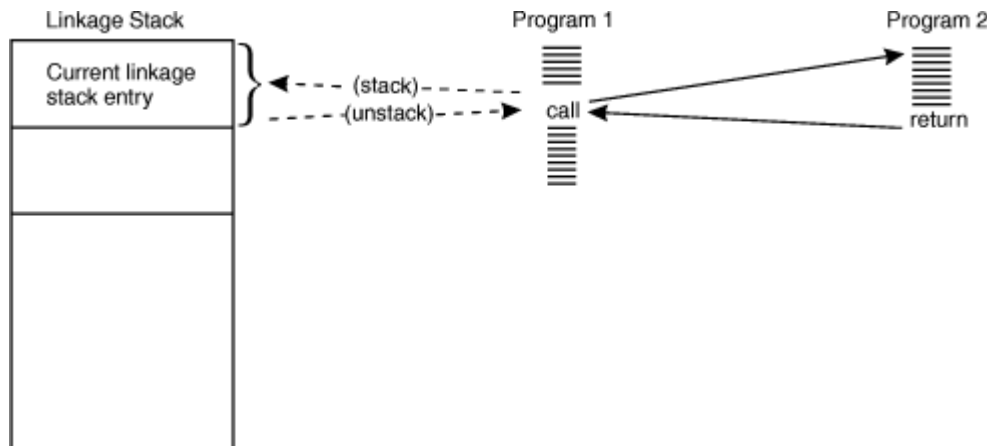 Linkage Stack
Program 1
Program 2
Current linkage
stack entry
(stack)
(unstack)
call
return